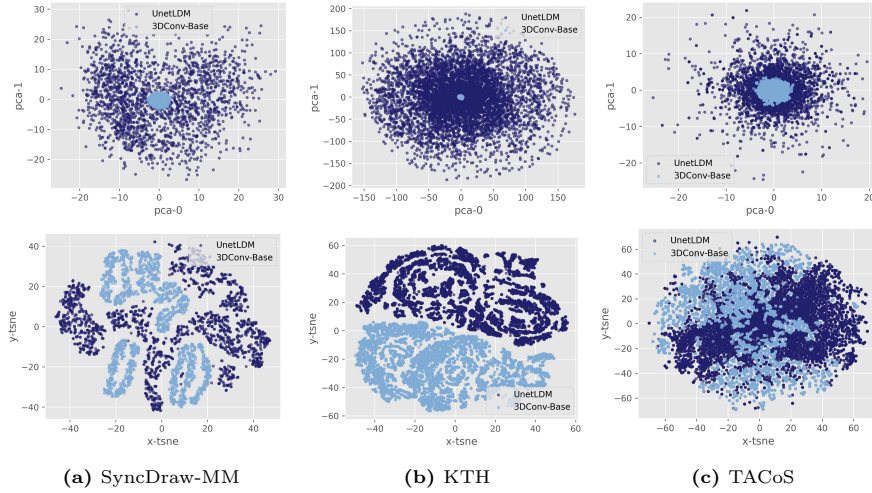 UnetLDM
3DConv-Base
pca-1
30
20
10
0
−10
−20
−20
−10
0
10
20
30
pca-0
UnetLDM
3DConv-Base
pca-1
200
150
100
50
0
−50
−100
−150
−200
−150
−100
−50
0
50
100
150
pca-0
UnetLDM
3DConv-Base
pca-1
20
10
0
−10
−20
−20
−10
0
10
20
pca-0
UnetLDM
3DConv-Base
y-tsne
40
20
0
−20
−40
−40
−20
0
20
40
x-tsne
UnetLDM
3DConv-Base
y-tsne
60
40
20
0
−20
−40
−60
−40
−20
0
20
40
60
x-tsne
UnetLDM
3DConv-Base
y-tsne
60
40
20
0
−20
−40
−60
−60
−40
−20
0
20
40
60
x-tsne
(a) SyncDraw-MM
(b) KTH
(c) TACoS